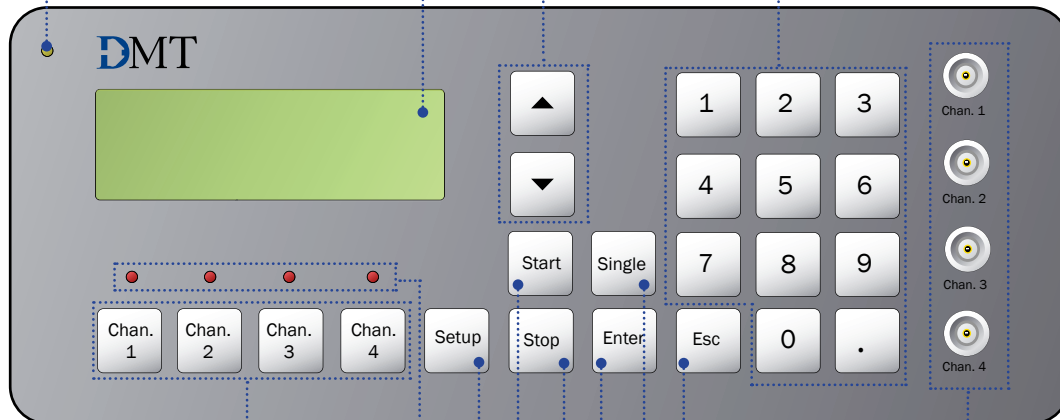 DMT
1 2 3
Chan. 1
4 5 6
Chan. 2
Start Single
7 8 9
Chan. 3
Chan.
1
Chan.
2
Chan.
3
Chan.
4
Setup Stop Enter Esc
0 .
Chan. 4